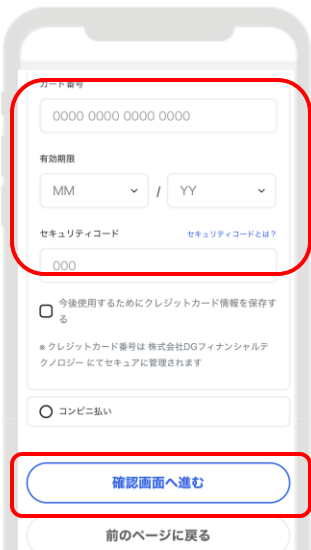 カード番号
0000 0000 0000 0000
有効期限
MM / YY
セキュリティコード セキュリティコードとは？
000
今後使用するためにクレジットカード情報を保存す
る
※ クレジットカード番号は 株式会社DGフィナンシャルテ
クノロジー にてセキュアに管理されます
コンビニ払い
確認画面へ進む
前のページに戻る